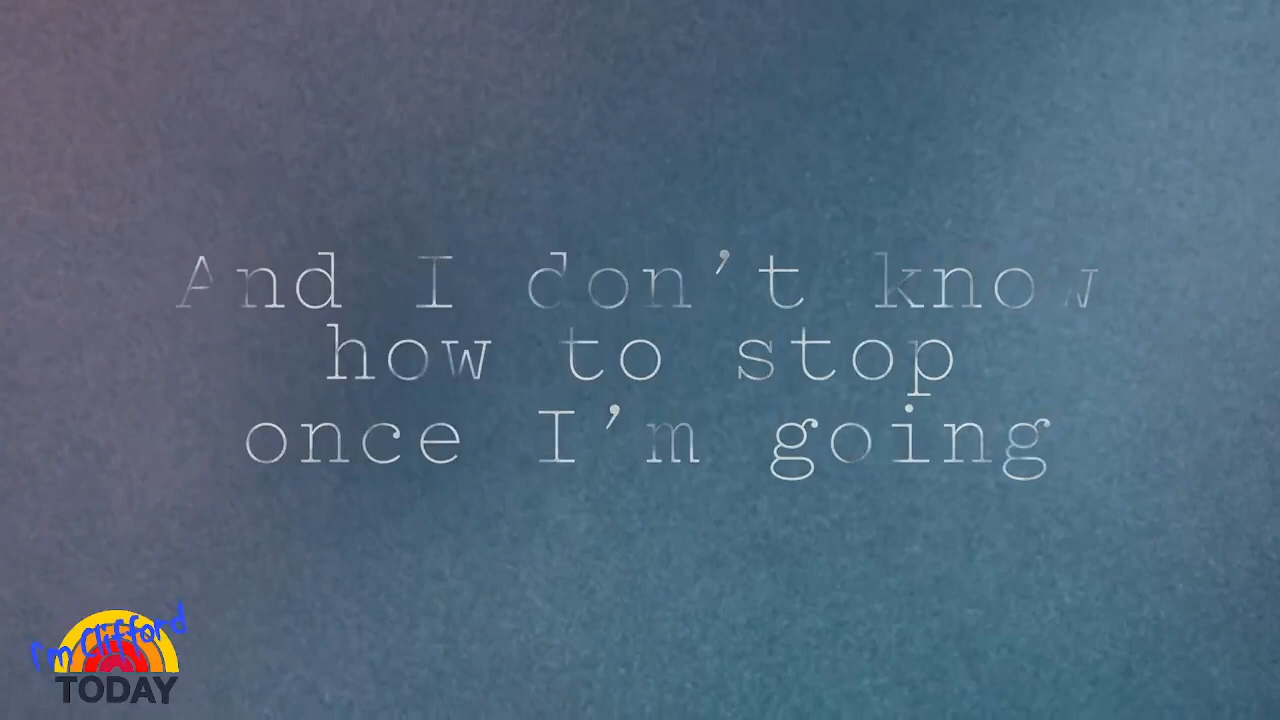 And I don’t know
how to stop
once I’m going
I'm Clifford
TODAY